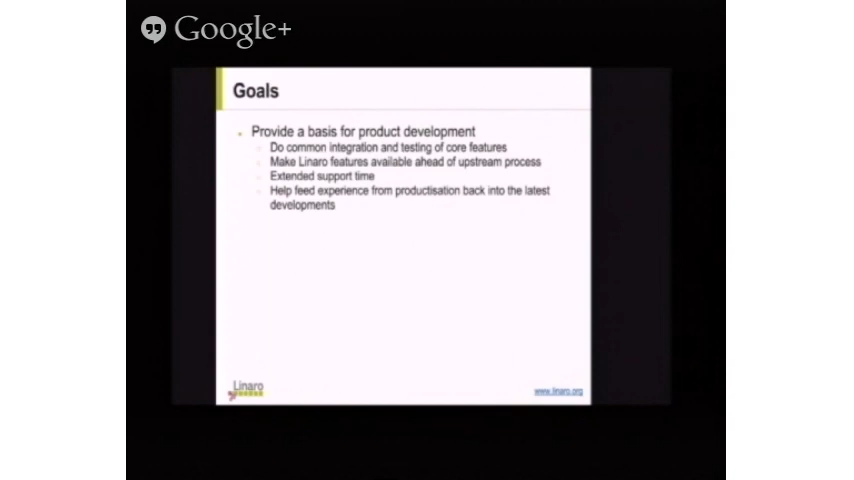 Google+
Goals
Provide a basis for product development
Do common integration and testing of core features
Make Linaro features available ahead of upstream process
Extended support time
Help feed experience from productisation back into the latest
developments
Linaro
www.linaro.org